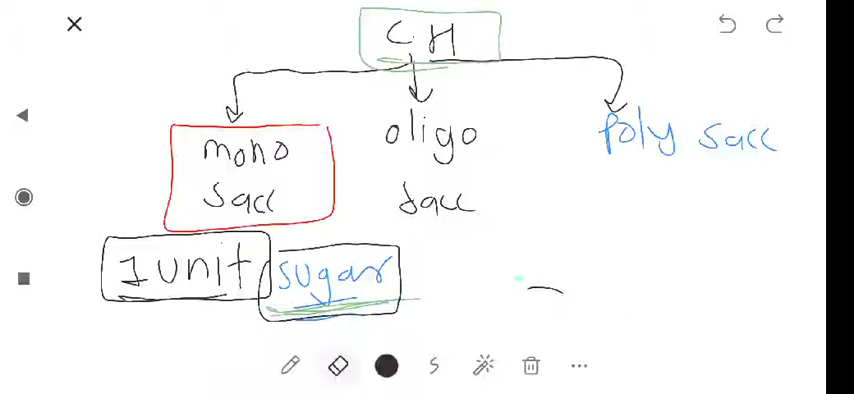 CH
mono
sacc
oligo
sacc
poly sacc
1 unit sugar